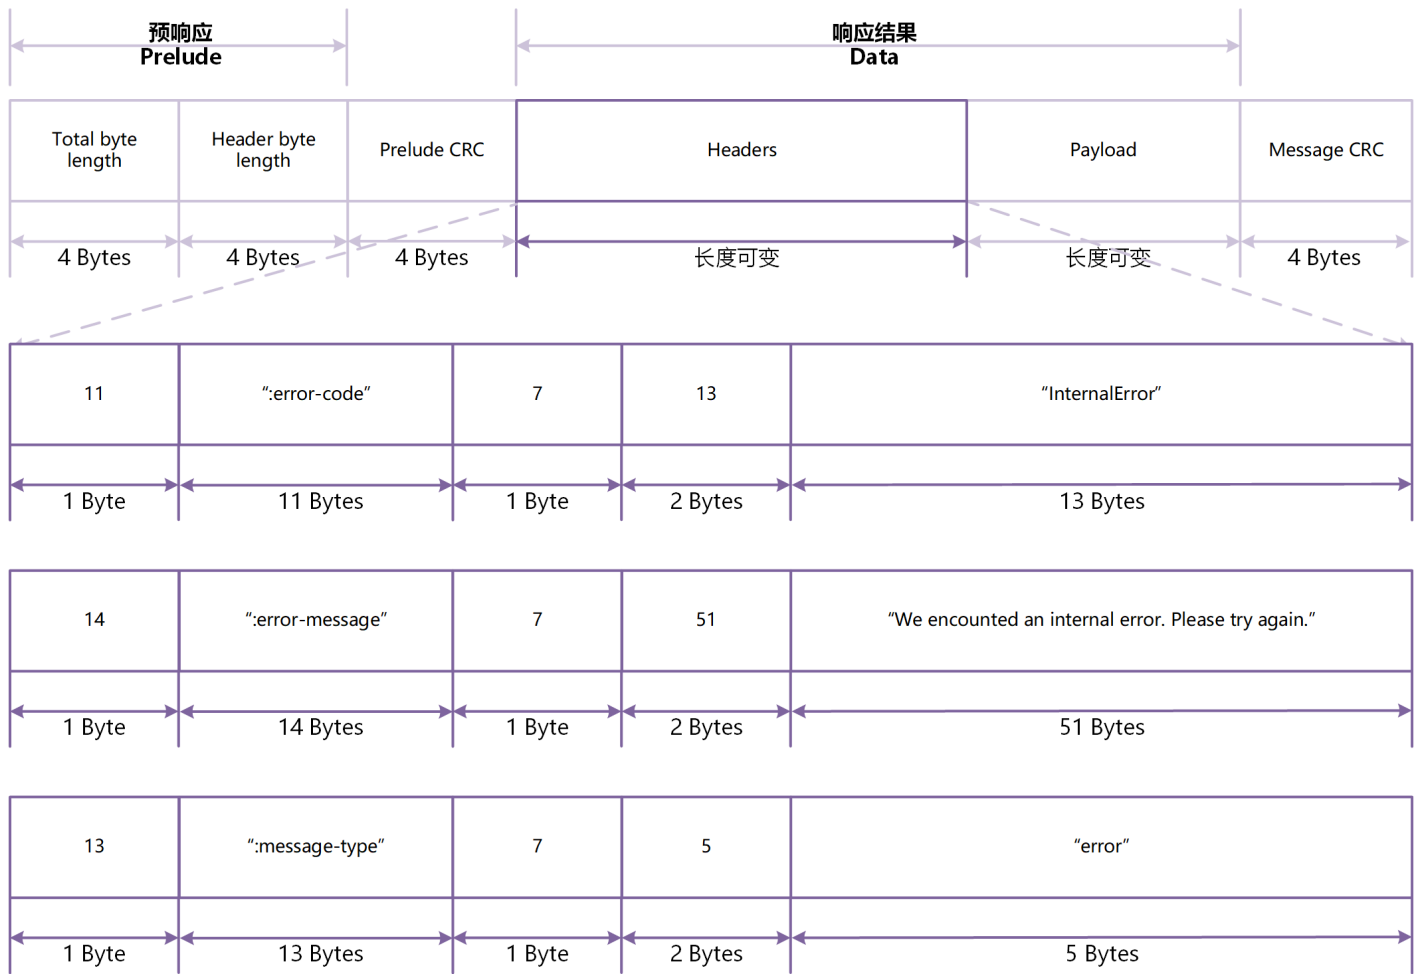 预响应
Prelude
响应结果
Data
Total byte
length
Header byte
length
Prelude CRC
Headers
Payload
Message CRC
4 Bytes
4 Bytes
4 Bytes
长度可变
长度可变
4 Bytes
11
“:error-code”
7
13
“InternalError”
1 Byte
11 Bytes
1 Byte
2 Bytes
13 Bytes
14
“:error-message”
7
51
“We encounted an internal error. Please try again.”
1 Byte
14 Bytes
1 Byte
2 Bytes
51 Bytes
13
“:message-type”
7
5
“error”
1 Byte
13 Bytes
1 Byte
2 Bytes
5 Bytes